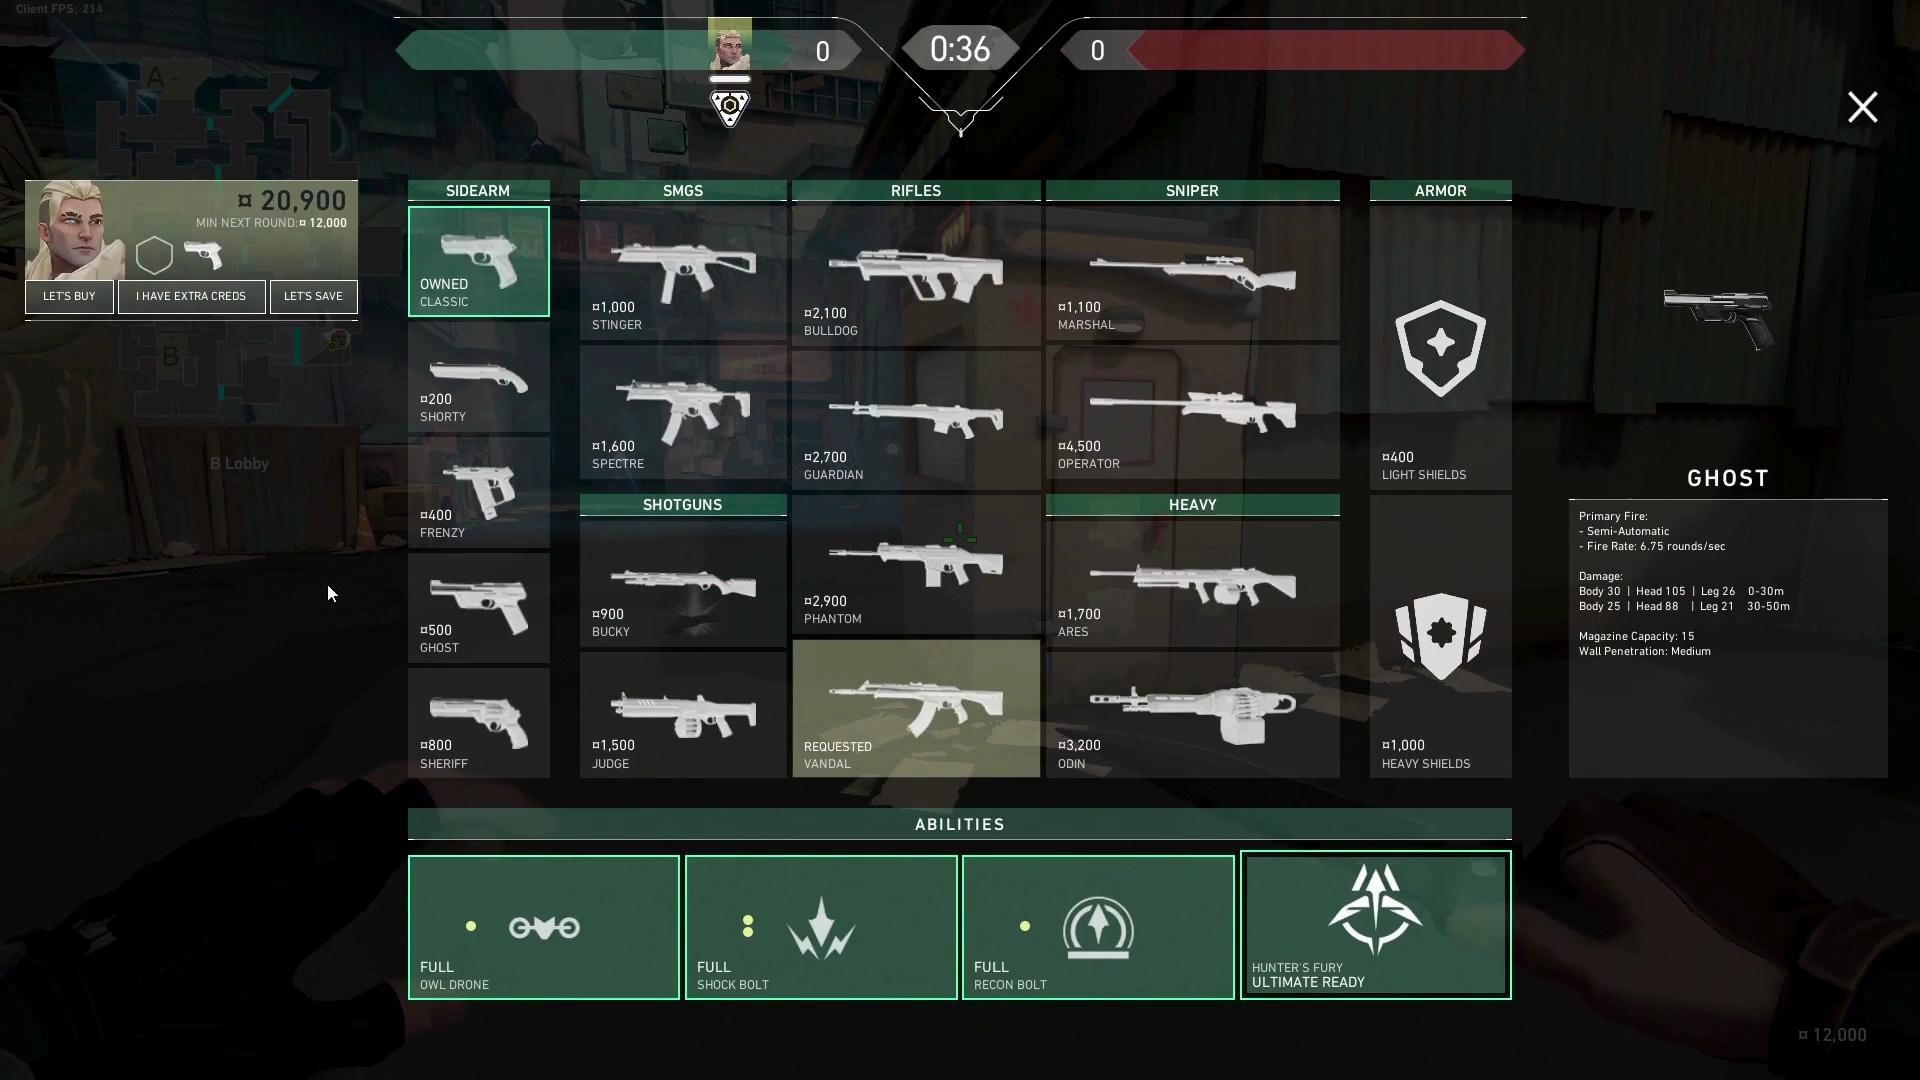 Client FPS: 214
0
0:36
0
A
¤ 20,900
MIN NEXT ROUND:¤ 12,000
LET'S BUY
I HAVE EXTRA CREDS
LET'S SAVE
B
B Lobby
SIDEARM
OWNED
CLASSIC
¤200
SHORTY
¤400
FRENZY
¤500
GHOST
¤800
SHERIFF
SMGS
¤1,000
STINGER
¤1,600
SPECTRE
SHOTGUNS
¤900
BUCKY
¤1,500
JUDGE
RIFLES
¤2,100
BULLDOG
¤2,700
GUARDIAN
¤2,900
PHANTOM
REQUESTED
VANDAL
SNIPER
¤1,100
MARSHAL
¤4,500
OPERATOR
HEAVY
¤1,700
ARES
¤3,200
ODIN
ARMOR
¤400
LIGHT SHIELDS
¤1,000
HEAVY SHIELDS
GHOST
Primary Fire:
- Semi-Automatic
- Fire Rate: 6.75 rounds/sec
Damage:
Body 30 | Head 105 | Leg 26 0-30m
Body 25 | Head 88 | Leg 21 30-50m
Magazine Capacity: 15
Wall Penetration: Medium
ABILITIES
FULL
OWL DRONE
FULL
SHOCK BOLT
FULL
RECON BOLT
HUNTER'S FURY
ULTIMATE READY
¤ 12,000